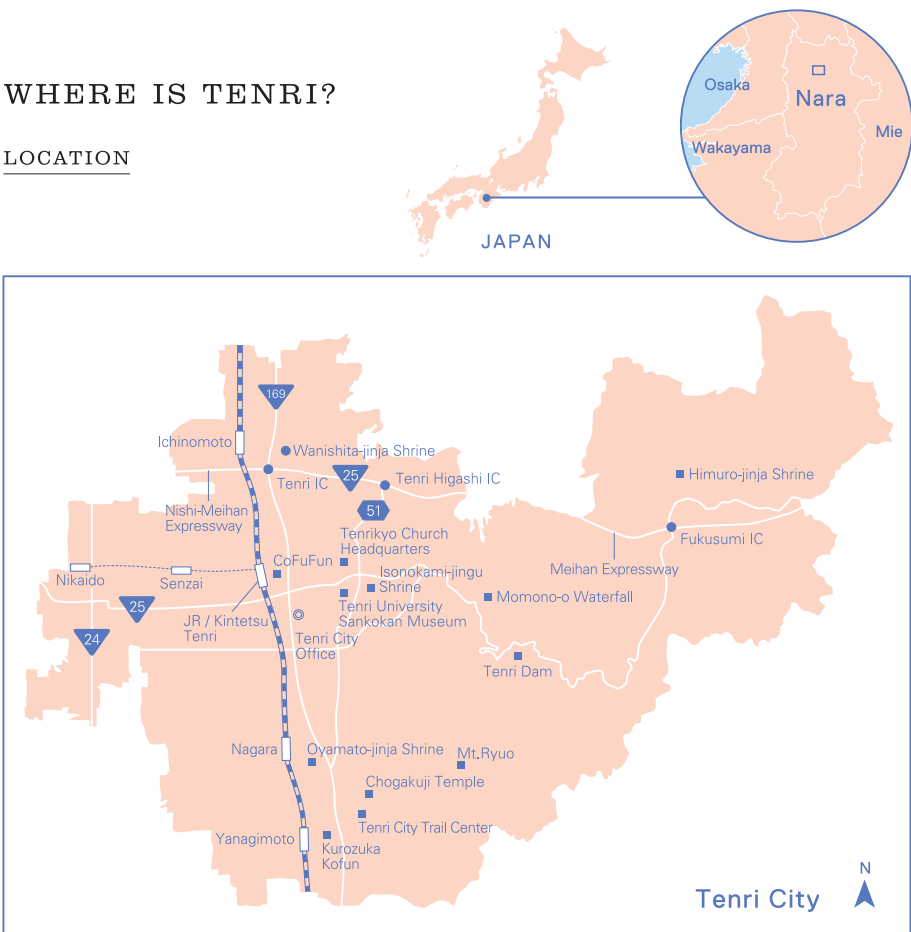 WHERE IS TENRI?
LOCATION
JAPAN
Osaka
Nara
Mie
Wakayama
169
Ichinomoto
Wanishita-jinja Shrine
Tenri IC
25
Tenri Higashi IC
Himuro-jinja Shrine
Nishi-Meihan
Expressway
51
Tenrikyo Church
Headquarters
Fukusumi IC
Meihan Expressway
CoFuFun
Isonokami-jingu
Shrine
Nikaido
Senzai
Momono-o Waterfall
25
JR / Kintetsu
Tenri
Tenri University
Sankokan Museum
24
Tenri City
Office
Tenri Dam
Nagara
Oyamato-jinja Shrine
Mt.Ryuo
Chogakuji Temple
Tenri City Trail Center
Yanagimoto
Kurozuka
Kofun
N
Tenri City